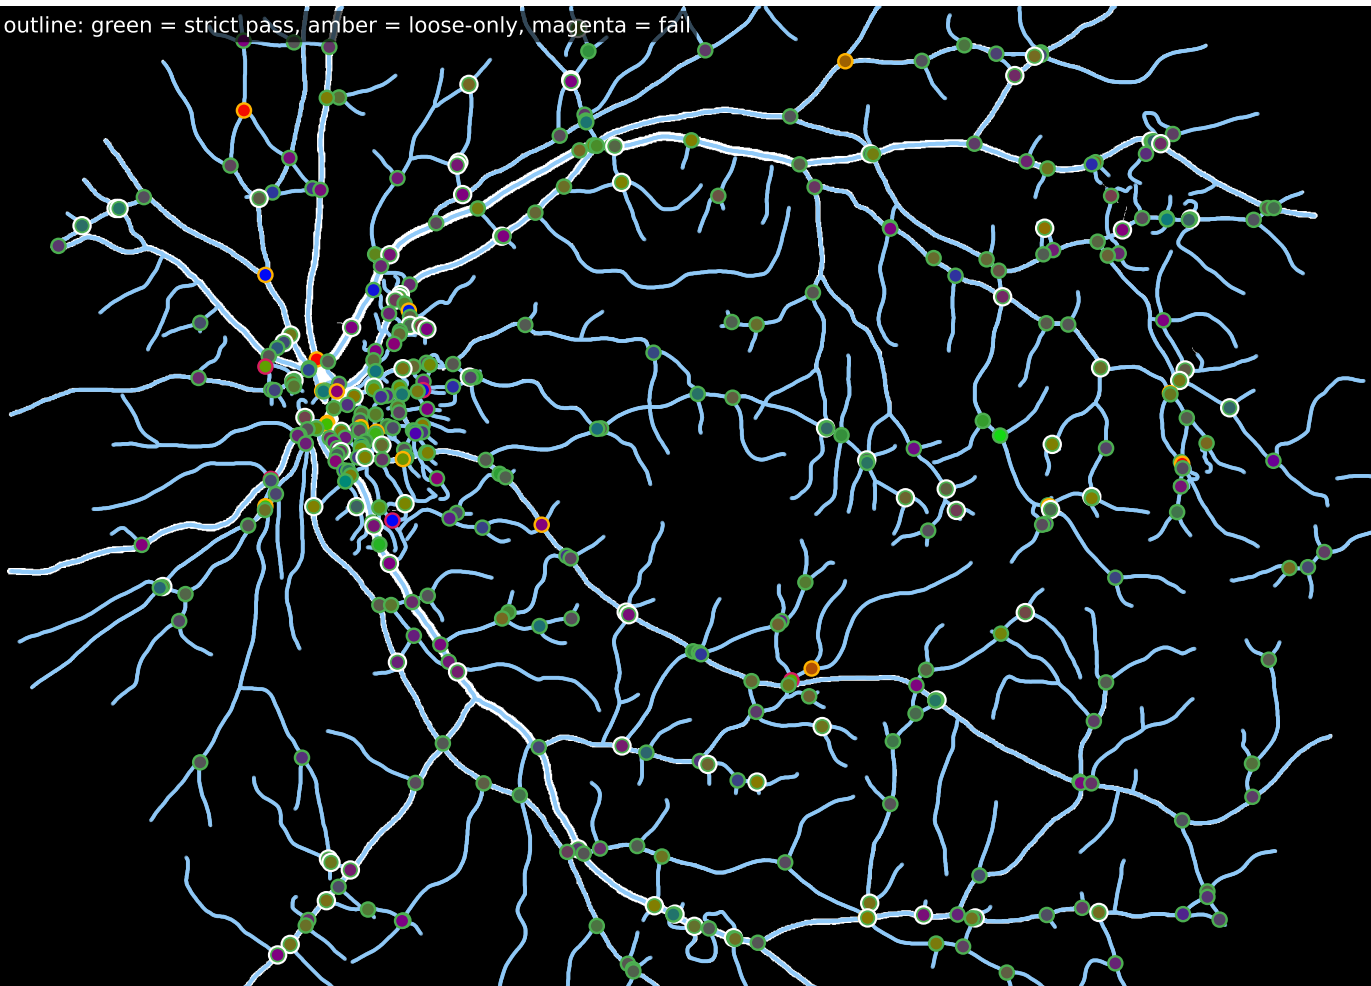 outline: green = strict pass, amber = loose-only, magenta = fail